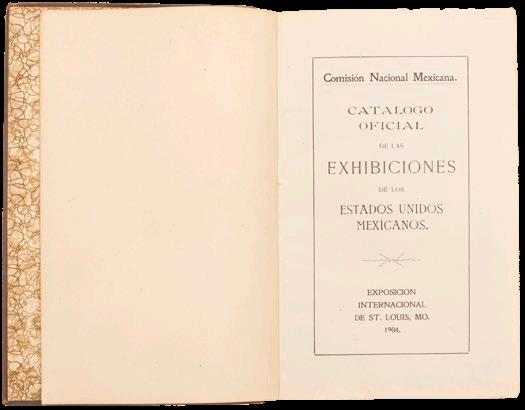 Comisión Nacional Mexicana.
CATALOGO
OFICIAL
DE LAS
EXHIBICIONES
DE LOS
ESTADOS UNIDOS
MEXICANOS.
EXPOSICION
INTERNACIONAL
DE ST. LOUIS, MO.
1904.